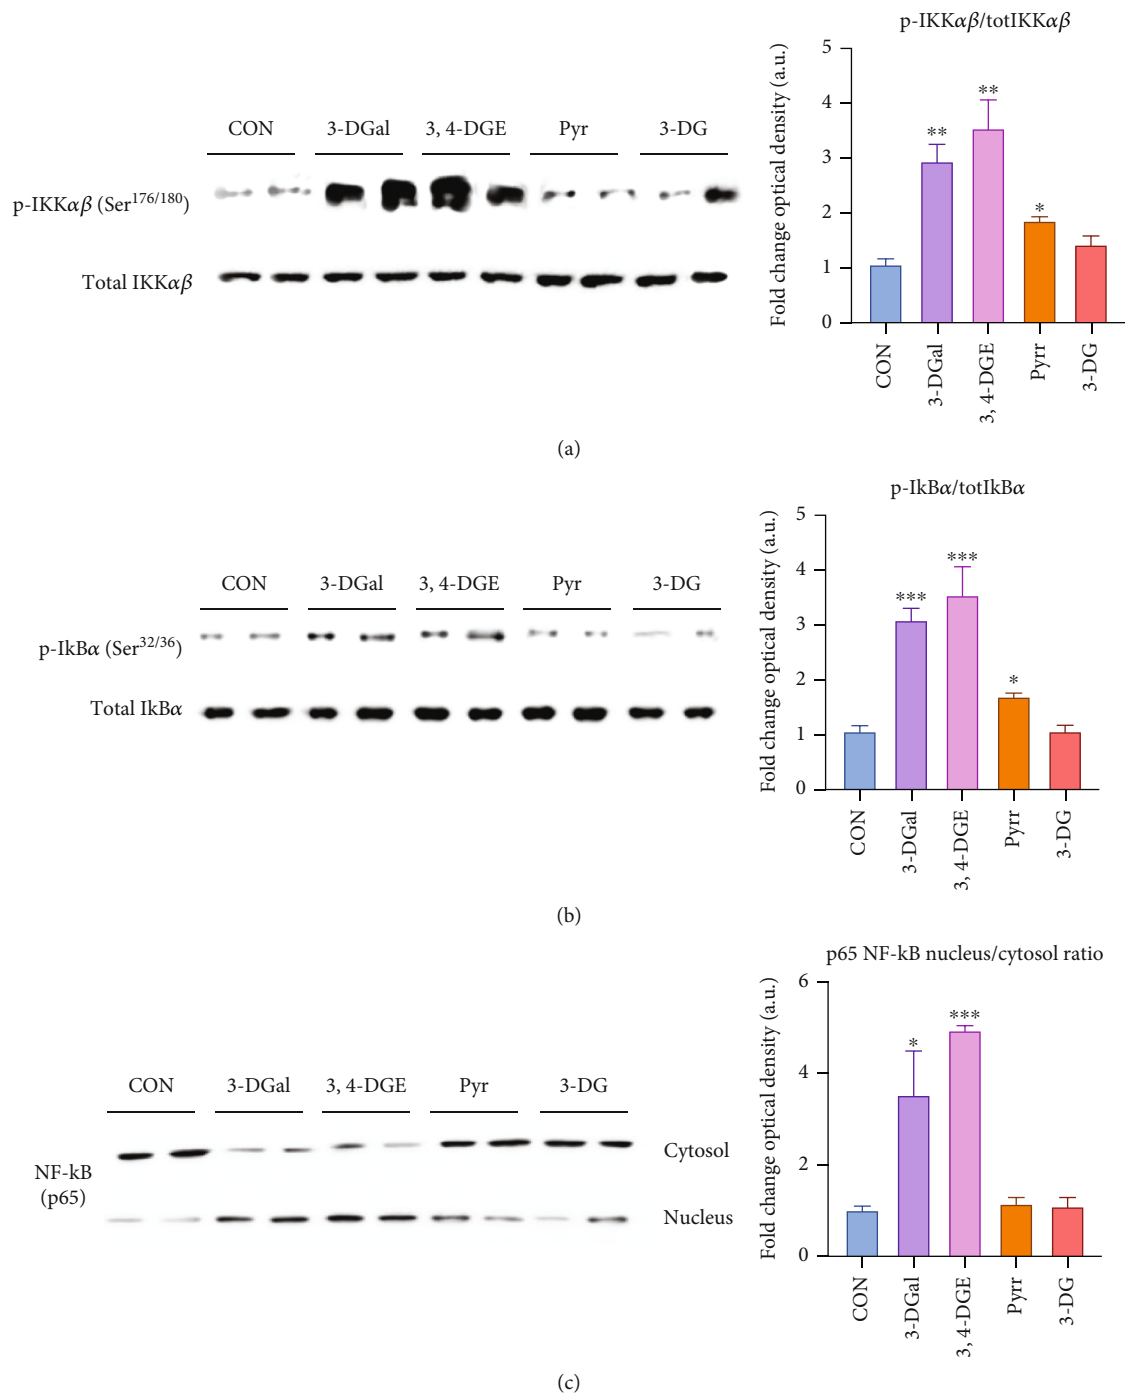 p-IKKαβ/totIKKαβ
CON 3-DGal 3, 4-DGE Pyr 3-DG
p-IKKαβ (Ser176/180)
Total IKKαβ
Fold change optical density (a.u.)
5
4
3
2
1
0
** ** *
CON 3-DGal 3, 4-DGE Pyrr 3-DG
(a)
p-IkBα/totIkBα
CON 3-DGal 3, 4-DGE Pyr 3-DG
p-IkBα (Ser32/36)
Total IkBα
Fold change optical density (a.u.)
5
4
3
2
1
0
*** *** *
CON 3-DGal 3, 4-DGE Pyrr 3-DG
(b)
p65 NF-kB nucleus/cytosol ratio
CON 3-DGal 3, 4-DGE Pyr 3-DG
NF-kB
(p65)
Cytosol
Nucleus
Fold change optical density (a.u.)
6
4
2
0
* ***
CON 3-DGal 3, 4-DGE Pyrr 3-DG
(c)